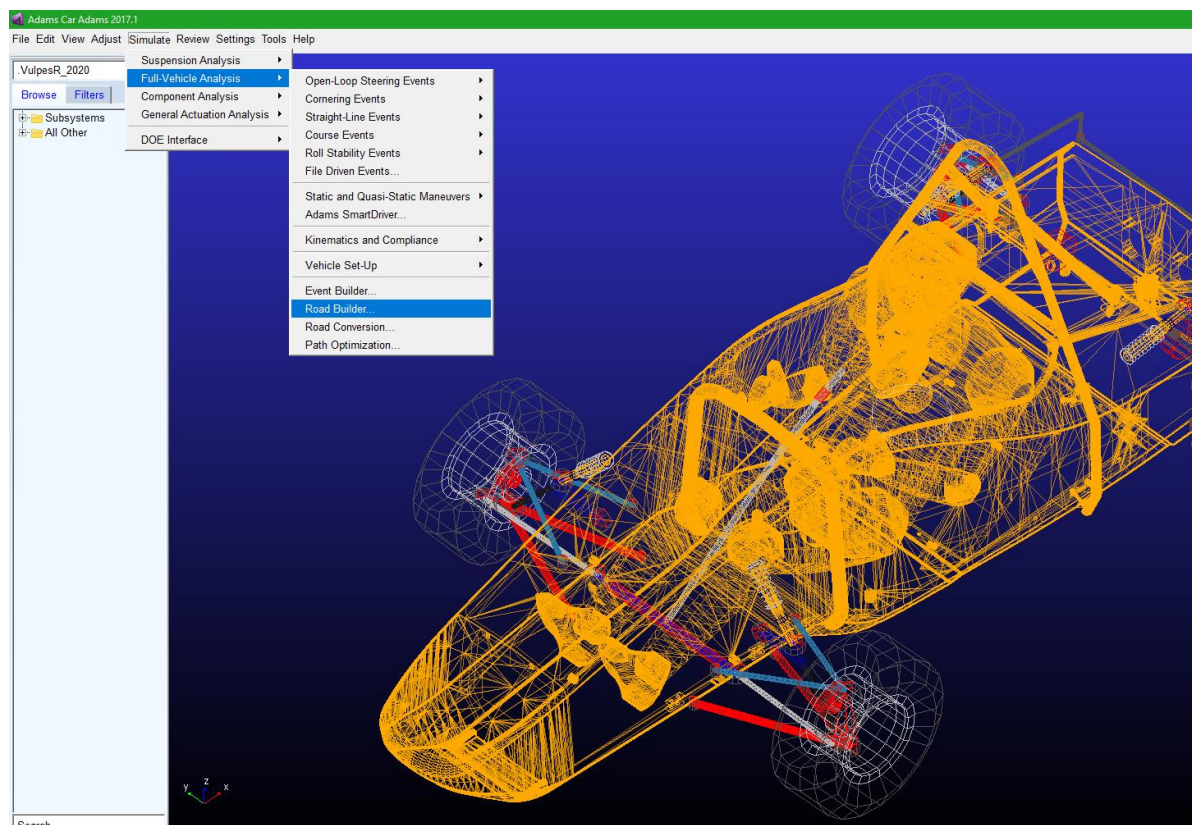 Adams Car Adams 2017.1
File Edit View Adjust Simulate Review Settings Tools Help
.VulpesR_2020
Browse Filters
Subsystems
All Other
Suspension Analysis
Full-Vehicle Analysis
Component Analysis
General Actuation Analysis
DOE Interface
Open-Loop Steering Events
Cornering Events
Straight-Line Events
Course Events
Roll Stability Events
File Driven Events...
Static and Quasi-Static Maneuvers
Adams SmartDriver...
Kinematics and Compliance
Vehicle Set-Up
Event Builder...
Road Builder...
Road Conversion...
Path Optimization...
y z x
Search